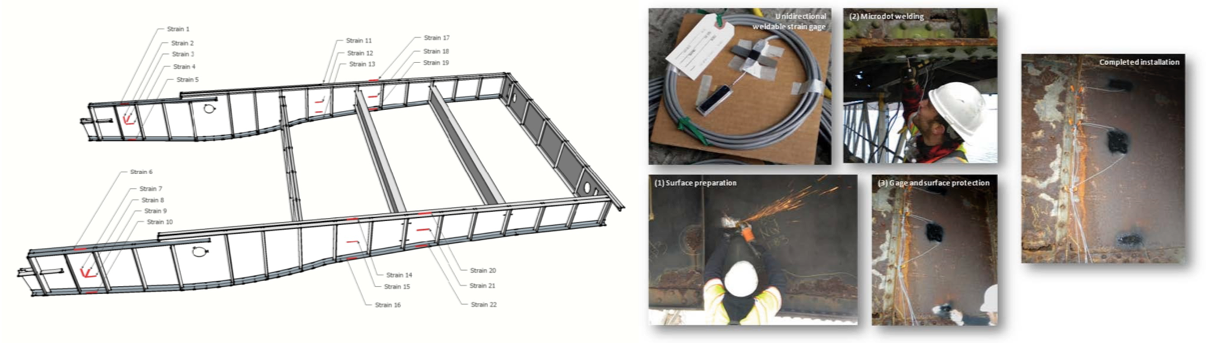 Strain 1
Strain 2
Strain 3
Strain 4
Strain 5
Strain 11
Strain 12
Strain 13
Strain 17
Strain 18
Strain 19
Strain 6
Strain 7
Strain 8
Strain 9
Strain 10
Strain 14
Strain 15
Strain 16
Strain 20
Strain 21
Strain 22
Unidirectional
weldable strain gage
(2) Microdot welding
(1) Surface preparation
(3) Gage and surface protection
Completed installation